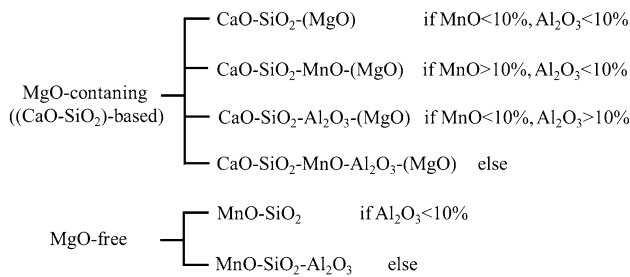 CaO-SiO₂-(MgO) if MnO<10%, Al₂O₃<10%
CaO-SiO₂-MnO-(MgO) if MnO>10%, Al₂O₃<10%
MgO-contaning
((CaO-SiO₂)-based)
CaO-SiO₂-Al₂O₃-(MgO) if MnO<10%, Al₂O₃>10%
CaO-SiO₂-MnO-Al₂O₃-(MgO) else
MnO-SiO₂ if Al₂O₃<10%
MgO-free
MnO-SiO₂-Al₂O₃ else